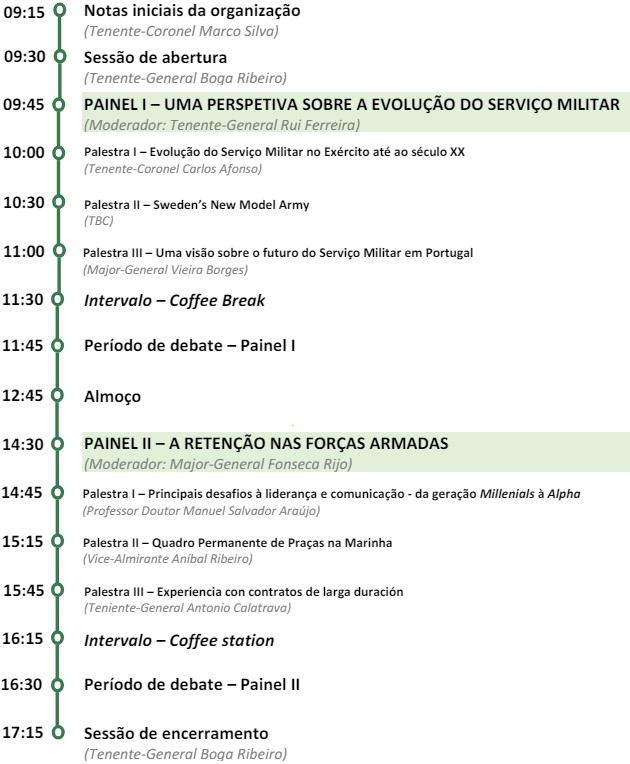 09:15 Notas iniciais da organização
(Tenente-Coronel Marco Silva)
09:30 Sessão de abertura
(Tenente-General Boga Ribeiro)
09:45 PAINEL I – UMA PERSPETIVA SOBRE A EVOLUÇÃO DO SERVIÇO MILITAR
(Moderador: Tenente-General Rui Ferreira)
10:00 Palestra I – Evolução do Serviço Militar no Exército até ao século XX
(Tenente-Coronel Carlos Afonso)
10:30 Palestra II – Sweden's New Model Army
(TBC)
11:00 Palestra III – Uma visão sobre o futuro do Serviço Militar em Portugal
(Major-General Vieira Borges)
11:30 Intervalo – Coffee Break
11:45 Período de debate – Painel I
12:45 Almoço
14:30 PAINEL II – A RETENÇÃO NAS FORÇAS ARMADAS
(Moderador: Major-General Fonseca Rijo)
14:45 Palestra I – Principais desafios à liderança e comunicação - da geração Millenials à Alpha
(Professor Doutor Manuel Salvador Araújo)
15:15 Palestra II – Quadro Permanente de Praças na Marinha
(Vice-Almirante Aníbal Ribeiro)
15:45 Palestra III – Experiencia con contratos de larga duración
(Teniente-General Antonio Calatrava)
16:15 Intervalo – Coffee station
16:30 Período de debate – Painel II
17:15 Sessão de encerramento
(Tenente-General Boga Ribeiro)